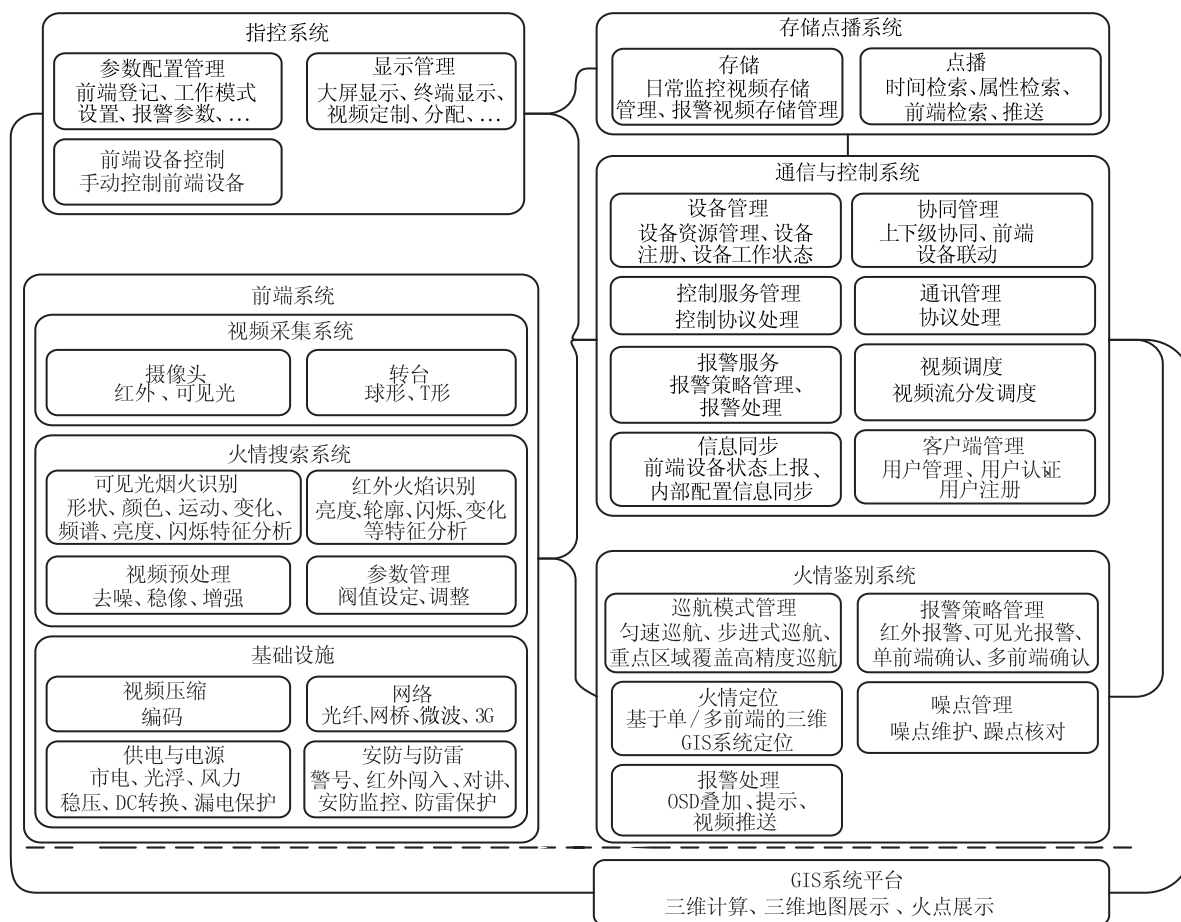 指控系统
参数配置管理
前端登记、工作模式
设置、报警参数、...
显示管理
大屏显示、终端显示、
视频定制、分配、...
前端设备控制
手动控制前端设备
存储点播系统
存储
日常监控视频存储
管理、报警视频存储管理
点播
时间检索、属性检索、
前端检索、推送
通信与控制系统
设备管理
设备资源管理、设备
注册、设备工作状态
协同管理
上下级协同、前端
设备联动
控制服务管理
控制协议处理
通讯管理
协议处理
报警服务
报警策略管理、
报警处理
视频调度
视频流分发调度
信息同步
前端设备状态上报、
内部配置信息同步
客户端管理
用户管理、用户认证
用户注册
前端系统
视频采集系统
摄像头
红外、可见光
转台
球形、T形
火情搜索系统
可见光烟火识别
形状、颜色、运动、变化、
频谱、亮度、闪烁特征分析
红外火焰识别
亮度、轮廓、闪烁、变化
等特征分析
视频预处理
去噪、稳像、增强
参数管理
阀值设定、调整
基础设施
视频压缩
编码
网络
光纤、网桥、微波、3G
供电与电源
市电、光浮、风力
稳压、DC转换、漏电保护
安防与防雷
警号、红外闯入、对讲、
安防监控、防雷保护
火情鉴别系统
巡航模式管理
匀速巡航、步进式巡航、
重点区域覆盖高精度巡航
报警策略管理
红外报警、可见光报警、
单前端确认、多前端确认
火情定位
基于单/多前端的三维
GIS系统定位
噪点管理
噪点维护、躁点核对
报警处理
OSD叠加、提示、
视频推送
GIS系统平台
三维计算、三维地图展示、火点展示